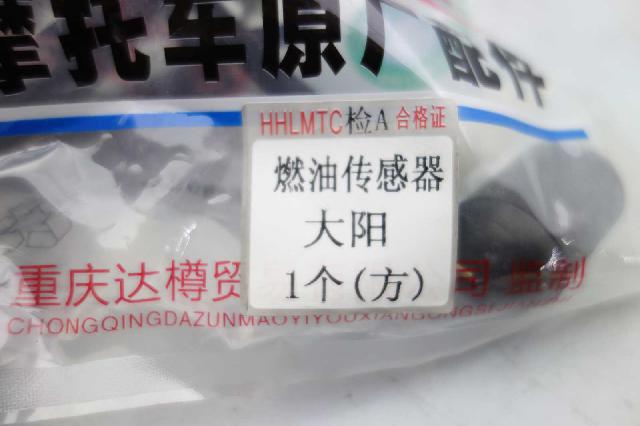 摩托车原厂配件
HHLMTC检A合格证
燃油传感器
大阳
1个(方)
重庆达樽贸 司 监制
CHONGQINGDAZUNMAOYIYOUXIANGONGSIJIANZHI